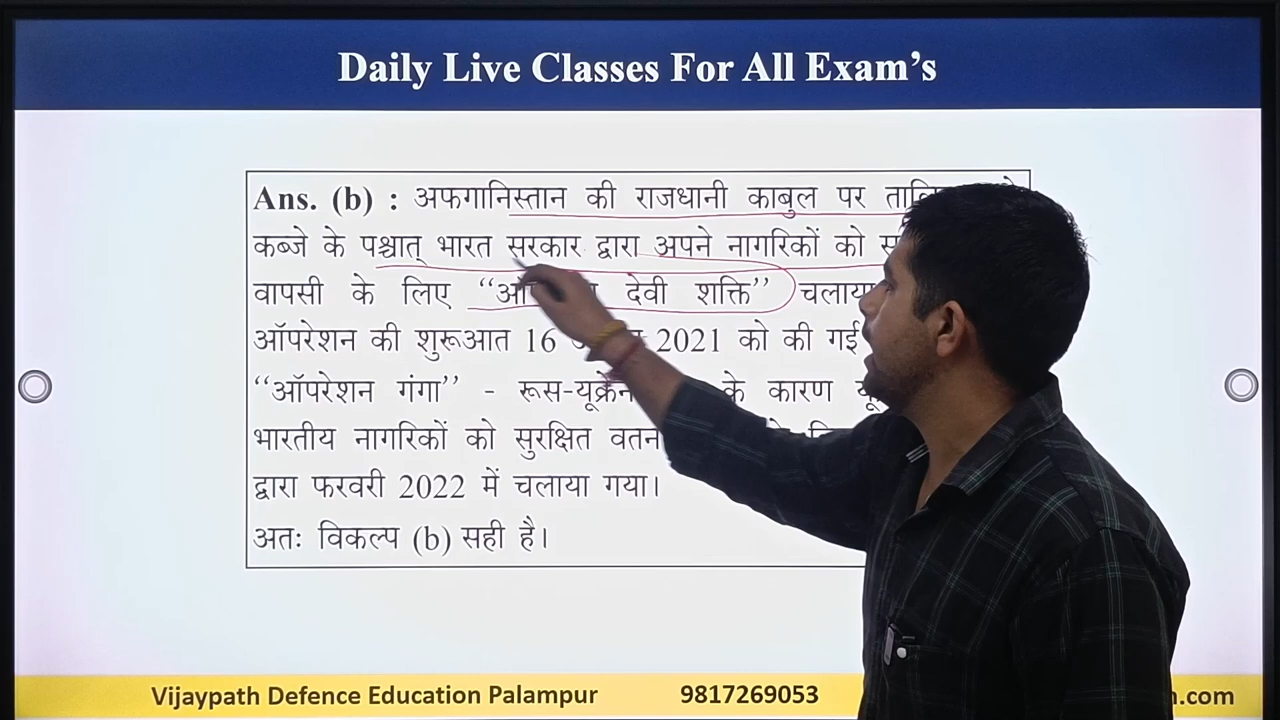 Daily Live Classes For All Exam's
Ans. (b) : अफगानिस्तान की राजधानी काबुल पर
कब्जे के पश्चात् भारत सरकार द्वारा अपने नागरिकों को
वापसी के लिए “ देवी शक्ति”
ऑपरेशन की शुरूआत 16 2021 को की गई
“ऑपरेशन गंगा” - के कारण
भारतीय नागरिकों को सुरक्षित वतन
द्वारा फरवरी 2022 में चलाया गया।
अतः विकल्प (b) सही है।
Vijaypath Defence Education Palampur 9817269053 .com